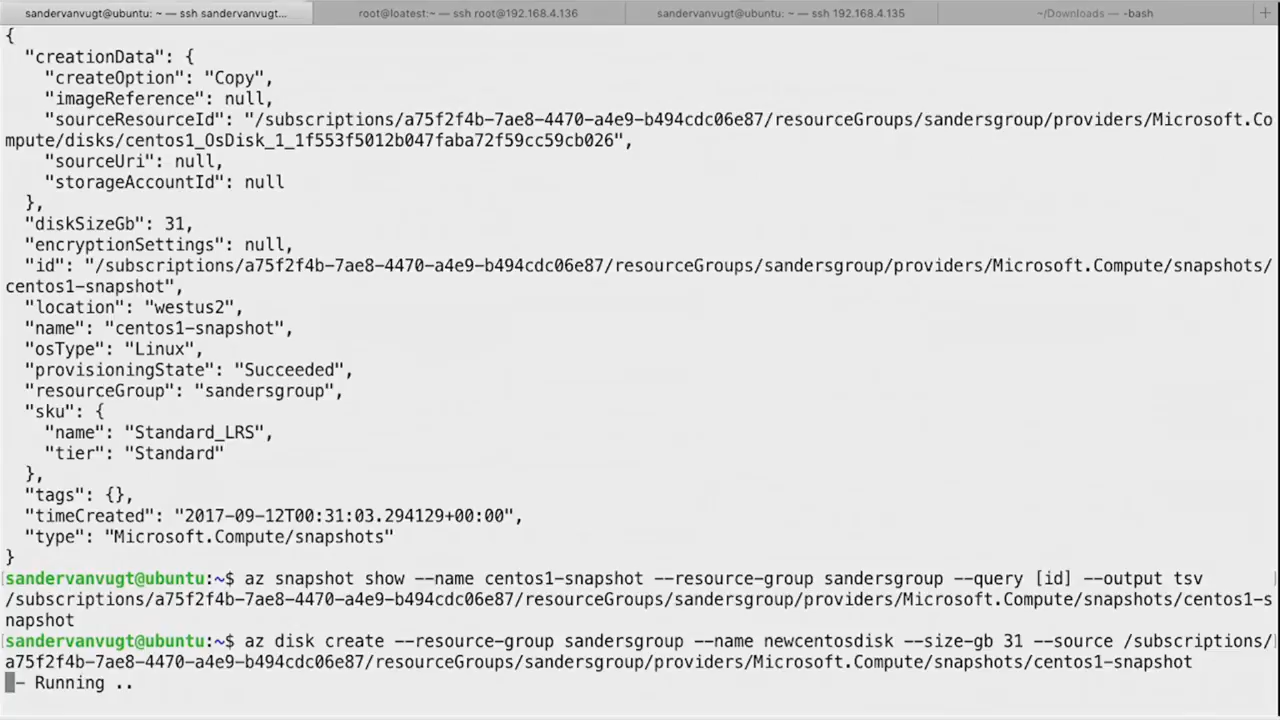 sandervanvugt@ubuntu: ~ — ssh sandervanvugt... root@loatest:~ — ssh root@192.168.4.136 sandervanvugt@ubuntu: ~ — ssh 192.168.4.135 ~/Downloads — -bash +
{
"creationData": {
"createOption": "Copy",
"imageReference": null,
"sourceResourceId": "/subscriptions/a75f2f4b-7ae8-4470-a4e9-b494cdc06e87/resourceGroups/sandersgroup/providers/Microsoft.Co
mpute/disks/centos1_OsDisk_1_1f553f5012b047faba72f59cc59cb026",
"sourceUri": null,
"storageAccountId": null
},
"diskSizeGb": 31,
"encryptionSettings": null,
"id": "/subscriptions/a75f2f4b-7ae8-4470-a4e9-b494cdc06e87/resourceGroups/sandersgroup/providers/Microsoft.Compute/snapshots/
centos1-snapshot",
"location": "westus2",
"name": "centos1-snapshot",
"osType": "Linux",
"provisioningState": "Succeeded",
"resourceGroup": "sandersgroup",
"sku": {
"name": "Standard_LRS",
"tier": "Standard"
},
"tags": {},
"timeCreated": "2017-09-12T00:31:03.294129+00:00",
"type": "Microsoft.Compute/snapshots"
}
sandervanvugt@ubuntu:~$ az snapshot show --name centos1-snapshot --resource-group sandersgroup --query [id] --output tsv
/subscriptions/a75f2f4b-7ae8-4470-a4e9-b494cdc06e87/resourceGroups/sandersgroup/providers/Microsoft.Compute/snapshots/centos1-s
napshot
sandervanvugt@ubuntu:~$ az disk create --resource-group sandersgroup --name newcentosdisk --size-gb 31 --source /subscriptions/
a75f2f4b-7ae8-4470-a4e9-b494cdc06e87/resourceGroups/sandersgroup/providers/Microsoft.Compute/snapshots/centos1-snapshot
- Running ..